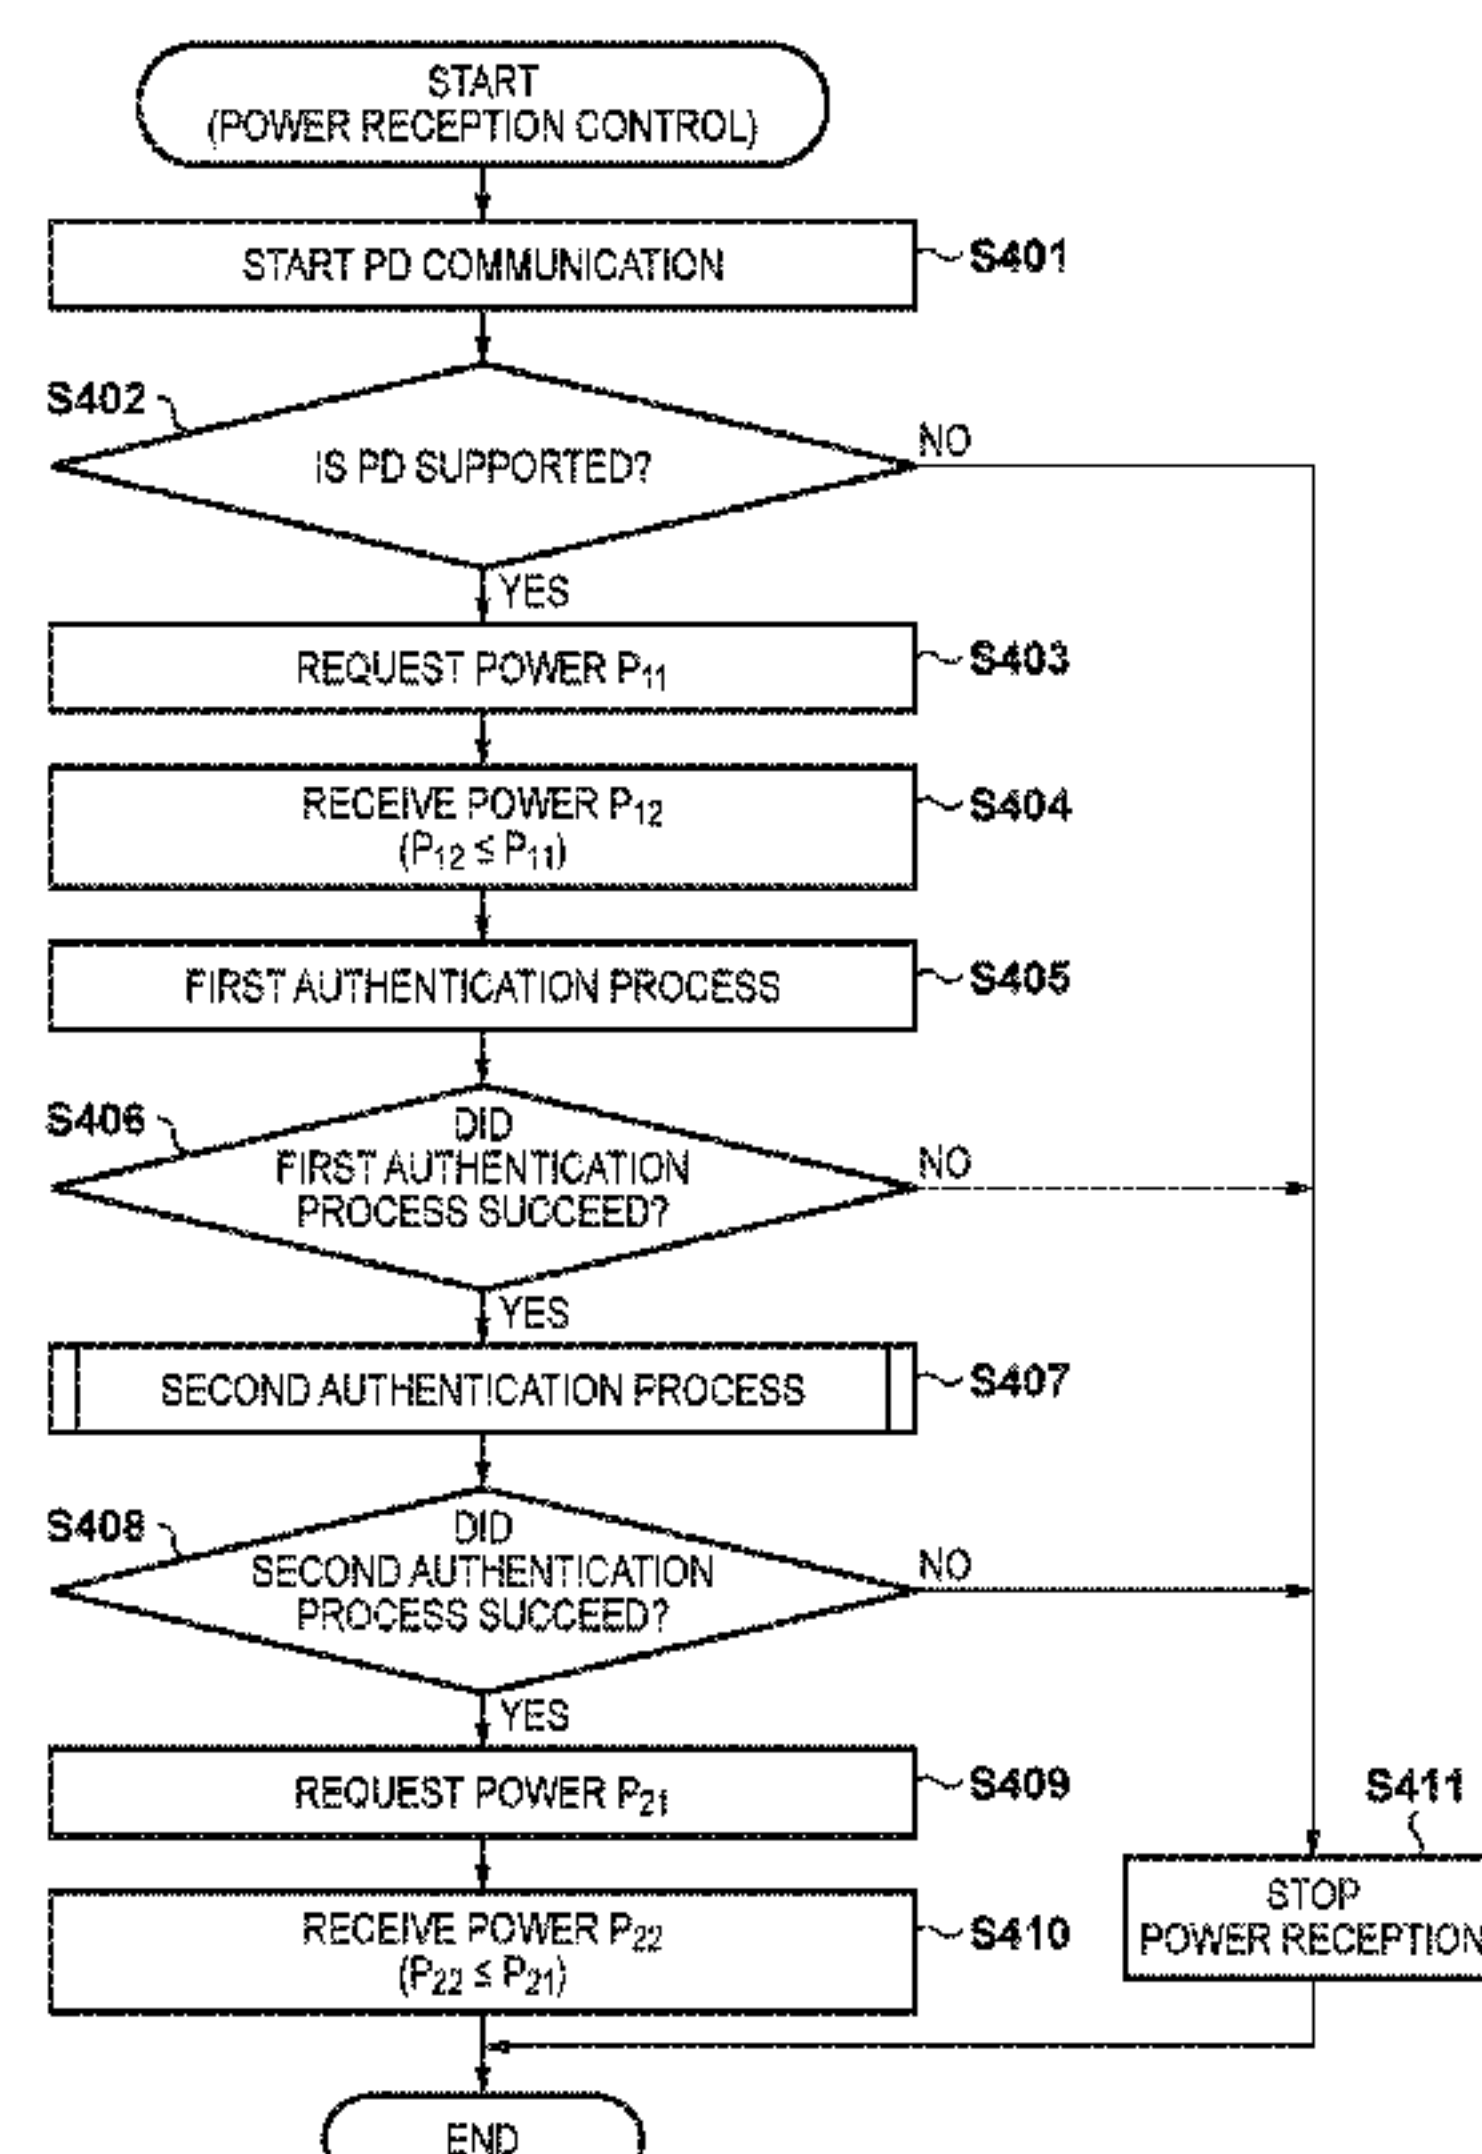 START
(POWER RECEPTION CONTROL)
START PD COMMUNICATION
S401
S402
IS PD SUPPORTED?
NO
YES
REQUEST POWER P11
S403
RECEIVE POWER P12
(P12 ≤ P11)
S404
FIRST AUTHENTICATION PROCESS
S405
S406
DID
FIRST AUTHENTICATION
PROCESS SUCCEED?
NO
YES
SECOND AUTHENTICATION PROCESS
S407
S408
DID
SECOND AUTHENTICATION
PROCESS SUCCEED?
NO
YES
REQUEST POWER P21
S409
S411
STOP
POWER RECEPTION
RECEIVE POWER P22
(P22 ≤ P21)
S410
END